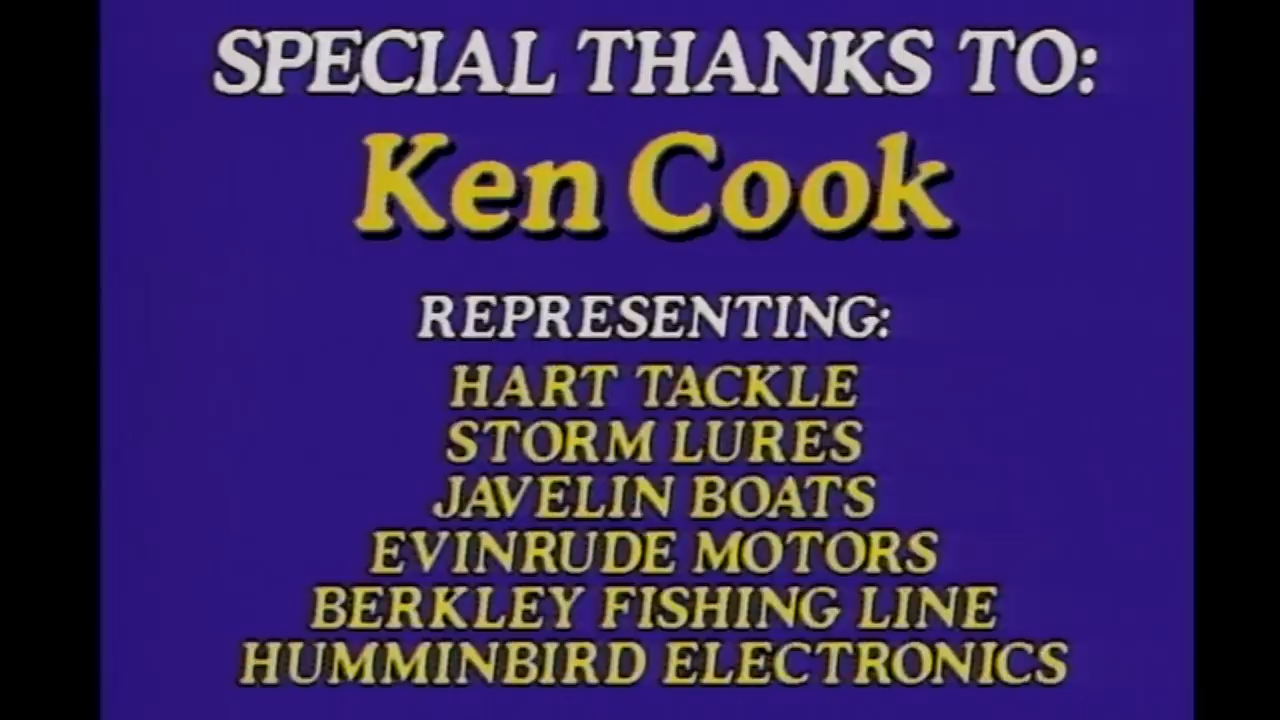 SPECIAL THANKS TO:
Ken Cook
REPRESENTING:
HART TACKLE
STORM LURES
JAVELIN BOATS
EVINRUDE MOTORS
BERKLEY FISHING LINE
HUMMINBIRD ELECTRONICS